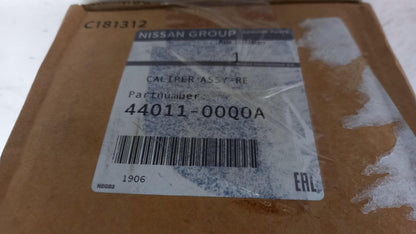 C181312
NISSAN GROUP
1
CALIPER ASSY-RE
Partnumber:
44011-00Q0A
1906
EAC